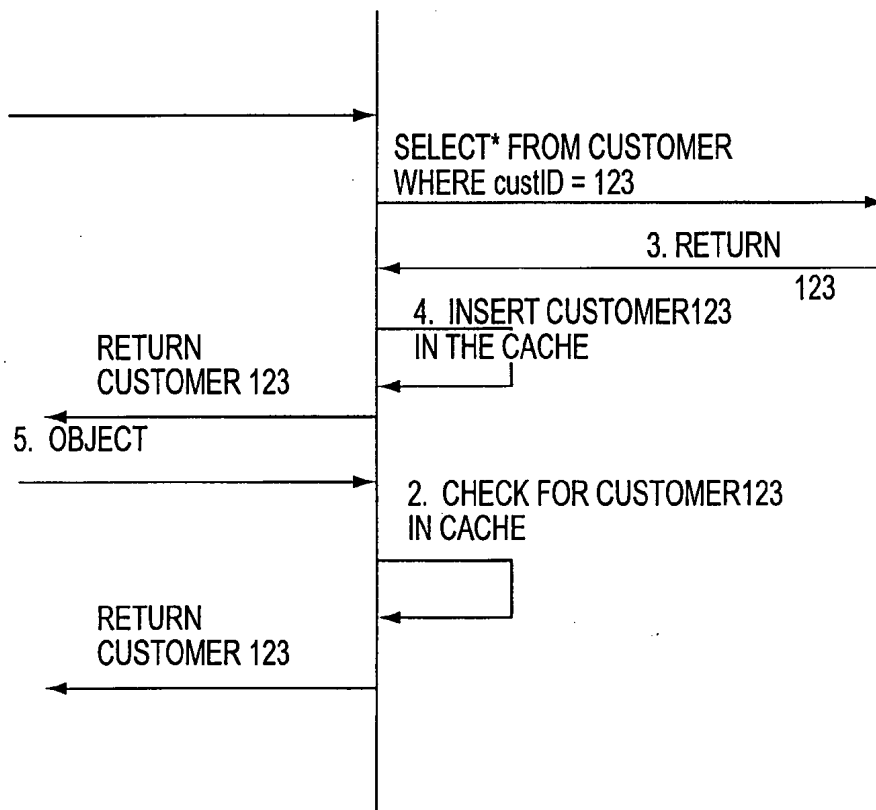 SELECT* FROM CUSTOMER
WHERE custID = 123
3. RETURN
123
4. INSERT CUSTOMER123
IN THE CACHE
RETURN
CUSTOMER 123
5. OBJECT
2. CHECK FOR CUSTOMER123
IN CACHE
RETURN
CUSTOMER 123